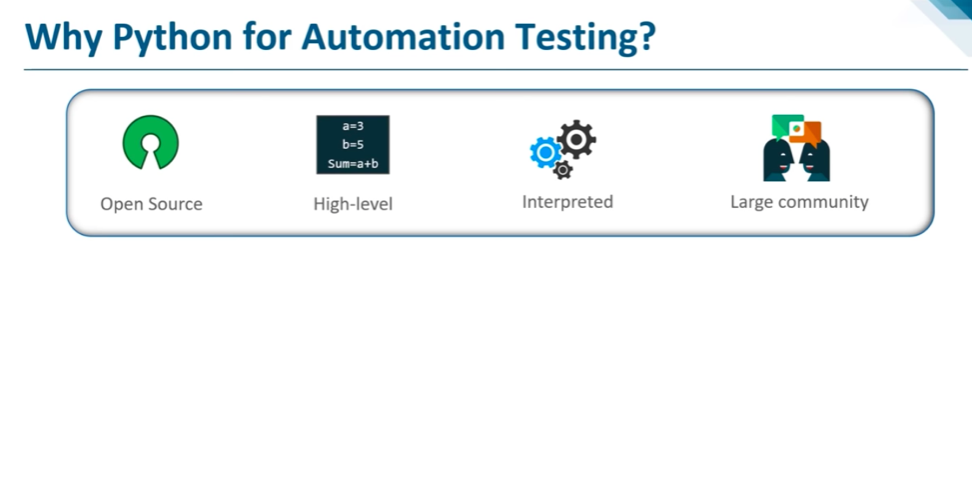 Why Python for Automation Testing?
a=3
b=5
Sum=a+b
Open Source
High-level
Interpreted
Large community